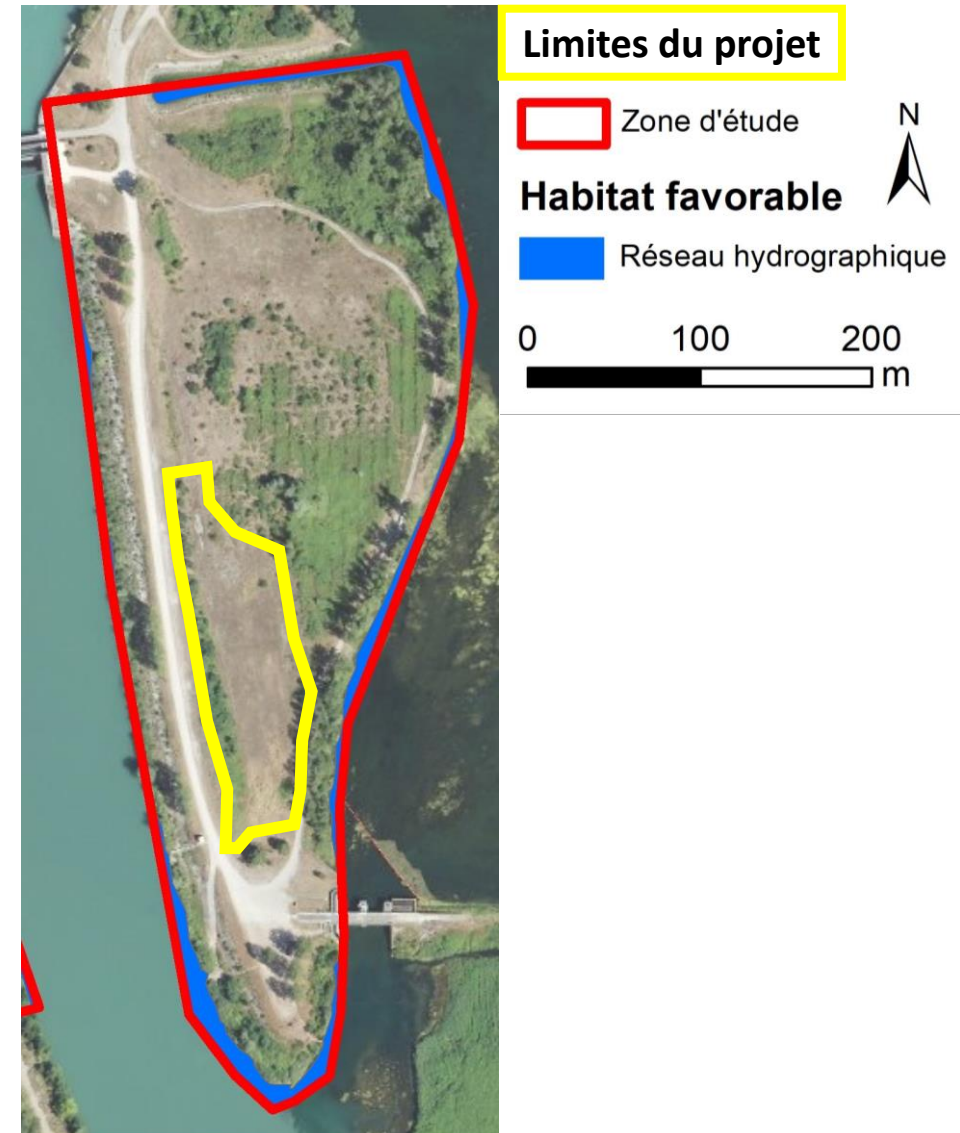 Limites du projet
Zone d'étude
N
Habitat favorable
Réseau hydrographique
0 100 200
m